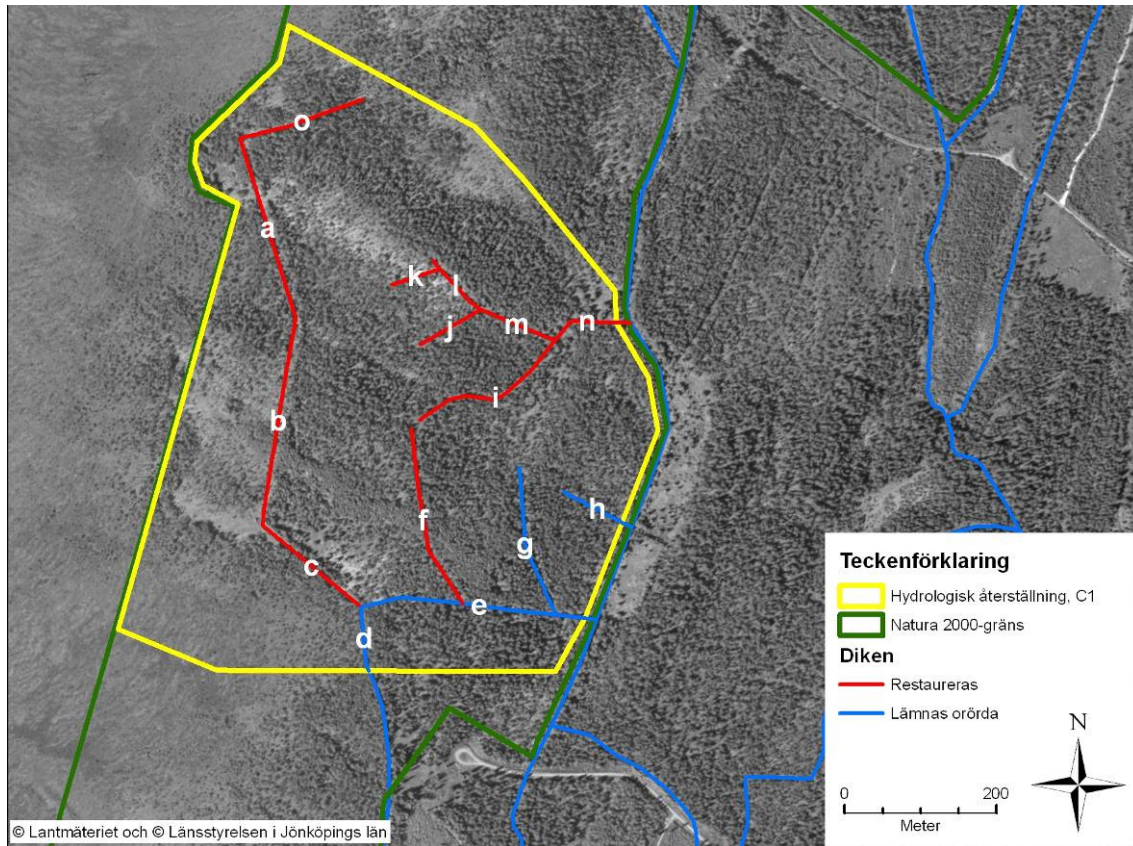 o
a
k
l
j
m
n
i
b
f
h
g
c
e
d
Teckenförklaring
Hydrologisk återställning, C1
Natura 2000-gräns
Diken
Restaureras
Lämnas orörda
N
0 200
Meter
© Lantmäteriet och © Länsstyrelsen i Jönköpings län